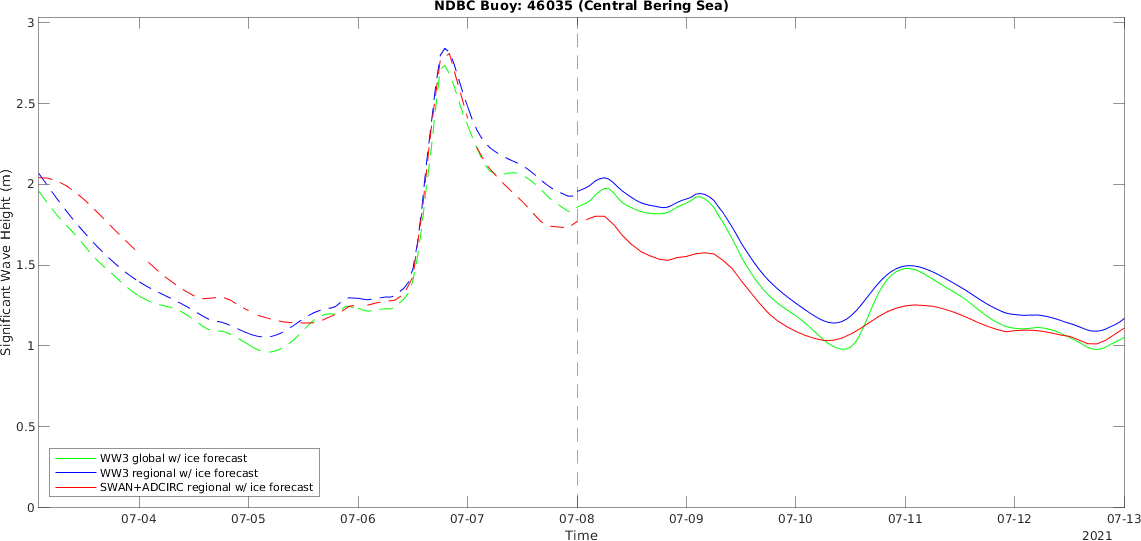 NDBC Buoy: 46035 (Central Bering Sea)
Significant Wave Height (m)
3
2.5
2
1.5
1
0.5
0
WW3 global w/ ice forecast
WW3 regional w/ ice forecast
SWAN+ADCIRC regional w/ ice forecast
07-04 07-05 07-06 07-07 07-08 07-09 07-10 07-11 07-12 07-13
Time
2021